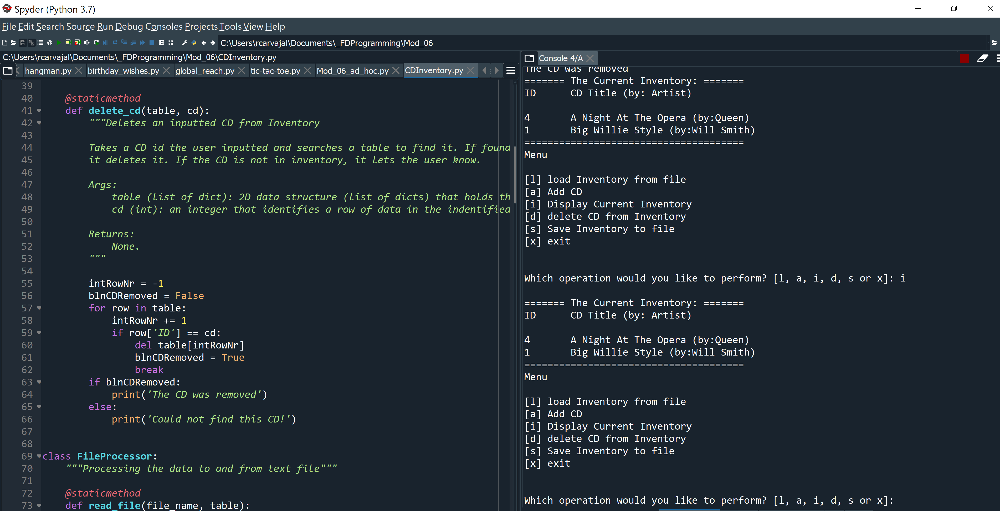 Spyder (Python 3.7)
File Edit Search Source Run Debug Consoles Projects Tools View Help
C:\Users\rcarvajal\Documents\_FDProgramming\Mod_06
C:\Users\rcarvajal\Documents\_FDProgramming\Mod_06\CDInventory.py
hangman.py birthday_wishes.py global_reach.py tic-tac-toe.py Mod_06_ad_hoc.py CDInventory.py
39
40 @staticmethod
41 def delete_cd(table, cd):
42 """Deletes an inputted CD from Inventory
43
44 Takes a CD id the user inputted and searches a table to find it. If found
45 it deletes it. If the CD is not in inventory, it lets the user know.
46
47 Args:
48 table (list of dict): 2D data structure (list of dicts) that holds th
49 cd (int): an integer that identifies a row of data in the indentified
50
51 Returns:
52 None.
53 """
54
55 intRowNr = -1
56 blnCDRemoved = False
57 for row in table:
58 intRowNr += 1
59 if row['ID'] == cd:
60 del table[intRowNr]
61 blnCDRemoved = True
62 break
63 if blnCDRemoved:
64 print('The CD was removed')
65 else:
66 print('Could not find this CD!')
67
68
69 class FileProcessor:
70 """Processing the data to and from text file"""
71
72 @staticmethod
73 def read_file(file_name, table):
Console 4/A
The CD was removed
======= The Current Inventory: =======
ID CD Title (by: Artist)
4 A Night At The Opera (by:Queen)
1 Big Willie Style (by:Will Smith)
======================================
Menu
[l] load Inventory from file
[a] Add CD
[i] Display Current Inventory
[d] delete CD from Inventory
[s] Save Inventory to file
[x] exit
Which operation would you like to perform? [l, a, i, d, s or x]: i
======= The Current Inventory: =======
ID CD Title (by: Artist)
4 A Night At The Opera (by:Queen)
1 Big Willie Style (by:Will Smith)
======================================
Menu
[l] load Inventory from file
[a] Add CD
[i] Display Current Inventory
[d] delete CD from Inventory
[s] Save Inventory to file
[x] exit
Which operation would you like to perform? [l, a, i, d, s or x]: